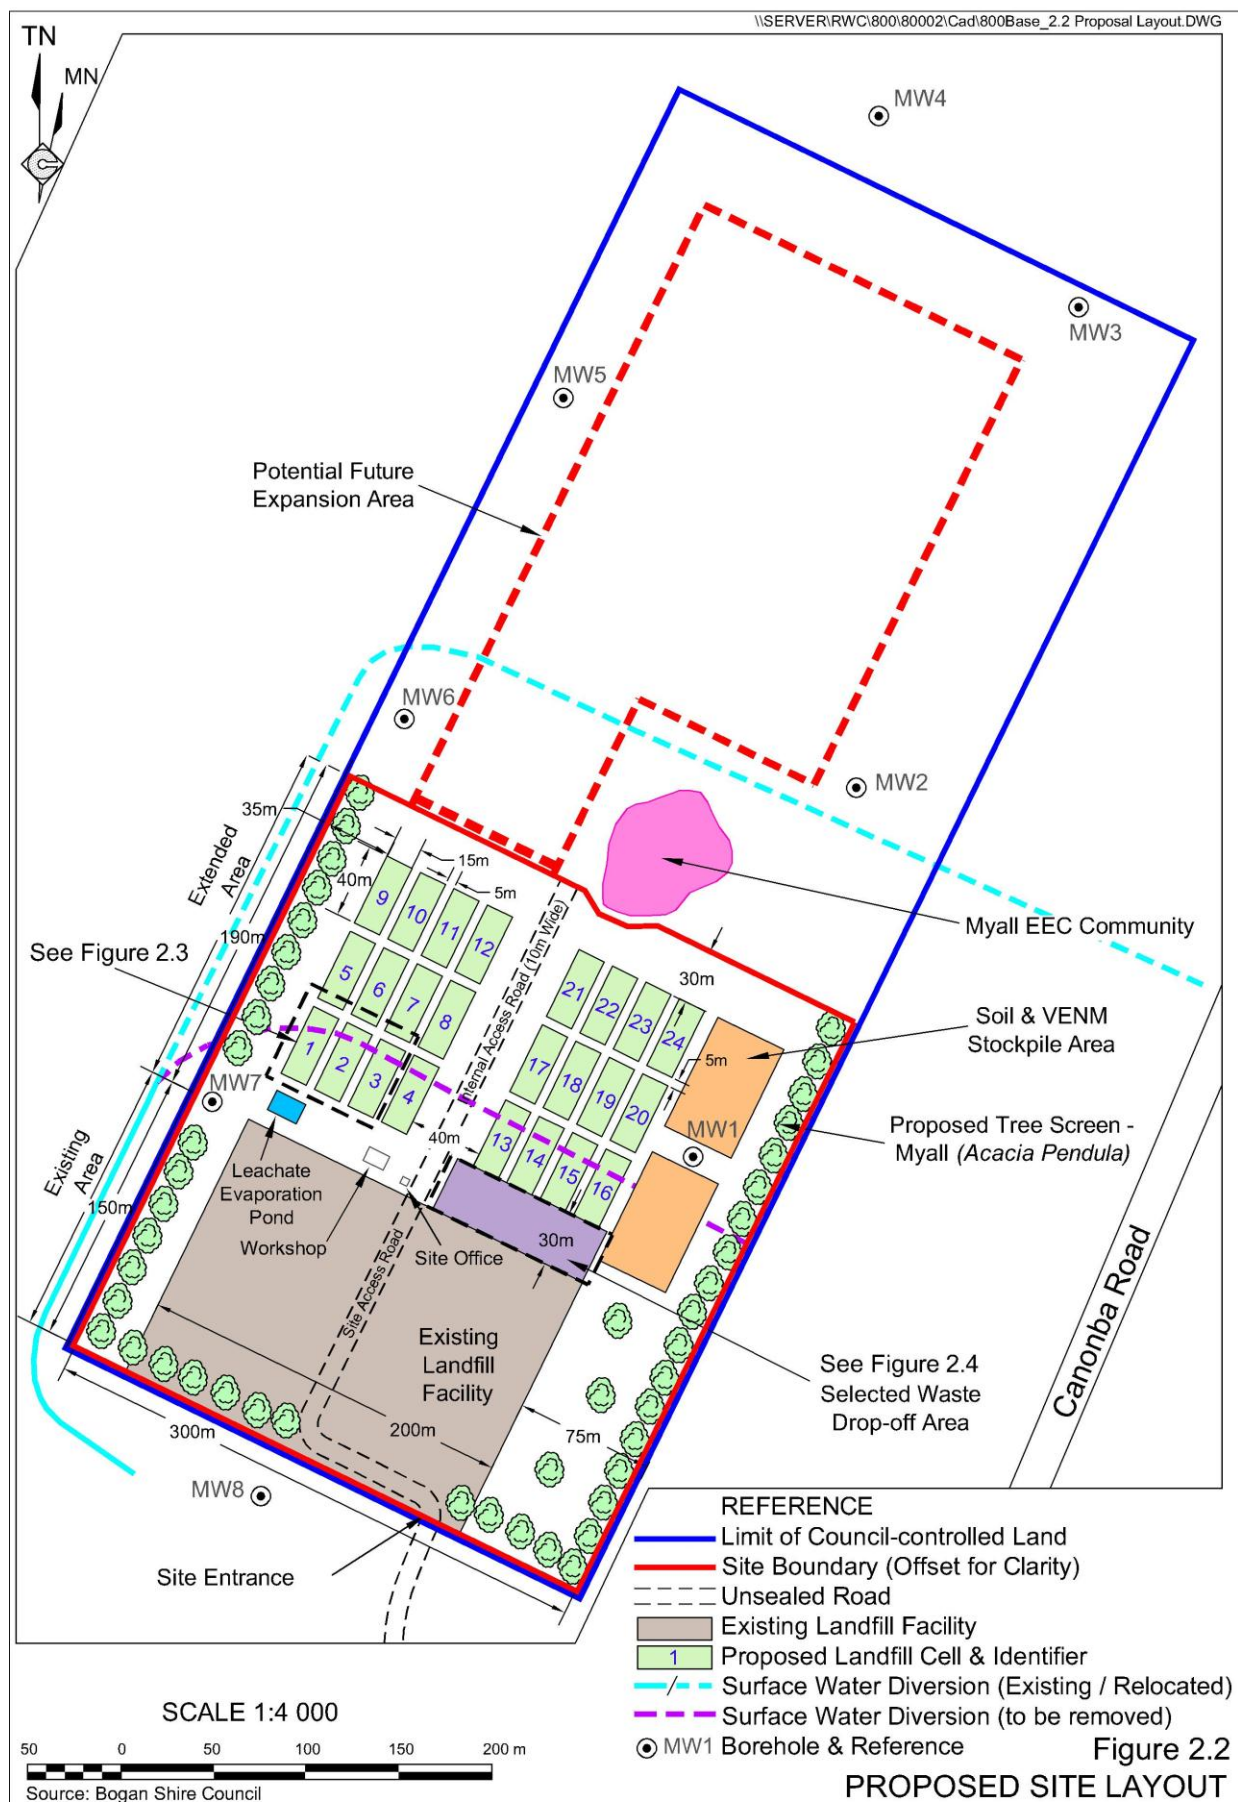 \\SERVER\RWC\800\80002\Cad\800Base_2.2 Proposal Layout.DWG
TN
MN
MW4
MW3
MW5
Potential Future
Expansion Area
MW6
MW2
35m
15m
40m
5m
Extended
Area
190m
9
10
11
12
Internal Access Road (10m Wide)
Myall EEC Community
See Figure 2.3
5
6
7
8
21
22
23
24
30m
5m
Soil & VENM
Stockpile Area
1
2
3
4
17
18
19
20
MW7
MW1
Proposed Tree Screen -
Myall (Acacia Pendula)
40m
13
14
15
16
Existing
Area
150m
Leachate
Evaporation
Pond
Workshop
Site Office
30m
Site Access Road
Existing
Landfill
Facility
See Figure 2.4
Selected Waste
Drop-off Area
Canonba Road
300m
200m
75m
MW8
Site Entrance
REFERENCE
Limit of Council-controlled Land
Site Boundary (Offset for Clarity)
Unsealed Road
Existing Landfill Facility
1 Proposed Landfill Cell & Identifier
Surface Water Diversion (Existing / Relocated)
Surface Water Diversion (to be removed)
MW1 Borehole & Reference
SCALE 1:4 000
50 0 50 100 150 200 m
Source: Bogan Shire Council
Figure 2.2
PROPOSED SITE LAYOUT